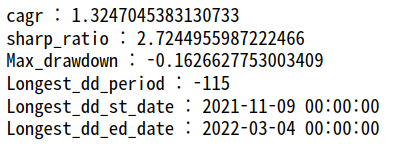 cagr : 1.3247045383130733
sharp_ratio : 2.7244955987222466
Max_drawdown : -0.1626627753003409
Longest_dd_period : -115
Longest_dd_st_date : 2021-11-09 00:00:00
Longest_dd_ed_date : 2022-03-04 00:00:00